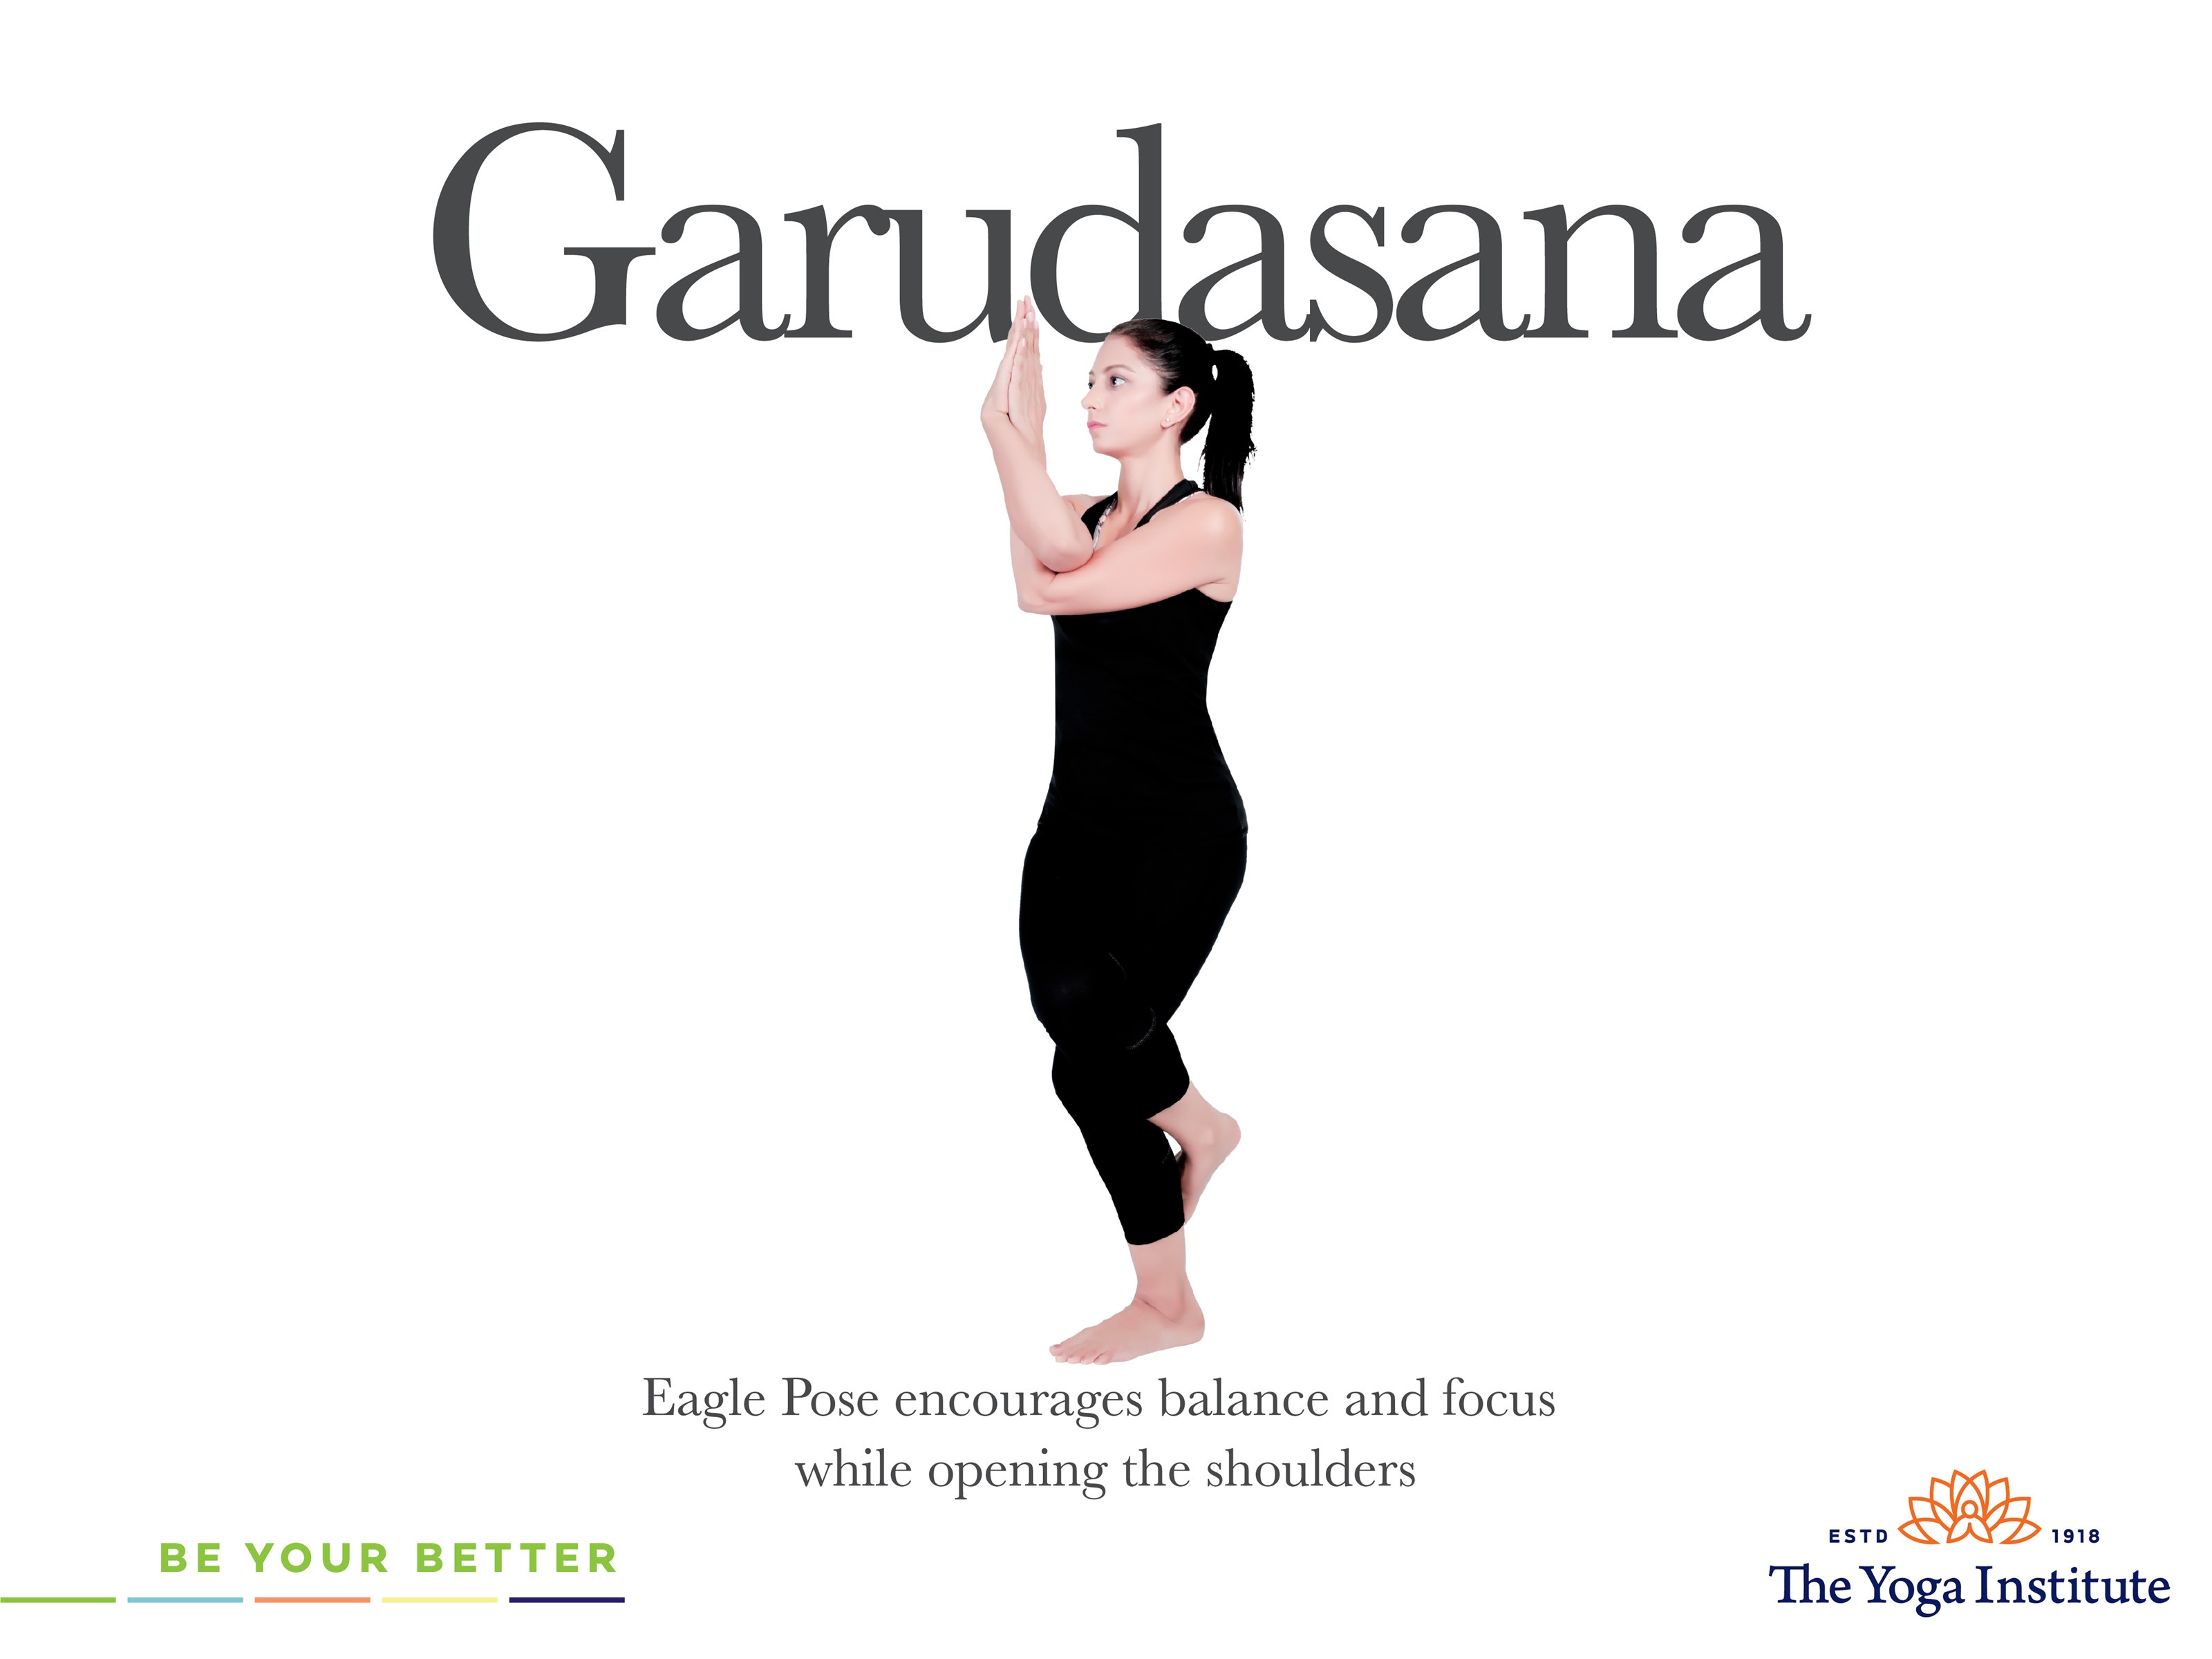 Garudasana
Eagle Pose encourages balance and focus
while opening the shoulders
BE YOUR BETTER
ESTD 1918
The Yoga Institute